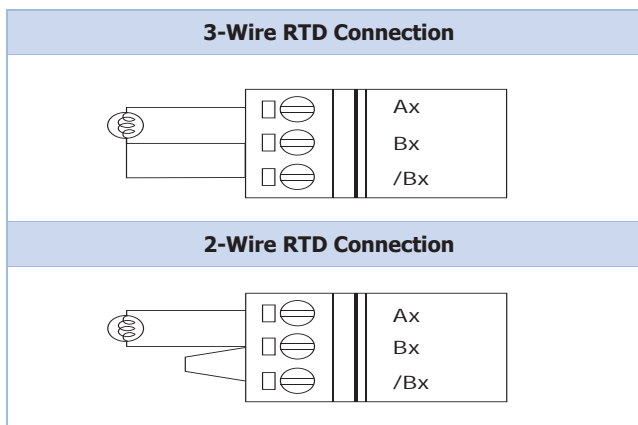 3-Wire RTD Connection
Ax
Bx
/Bx
2-Wire RTD Connection
Ax
Bx
/Bx